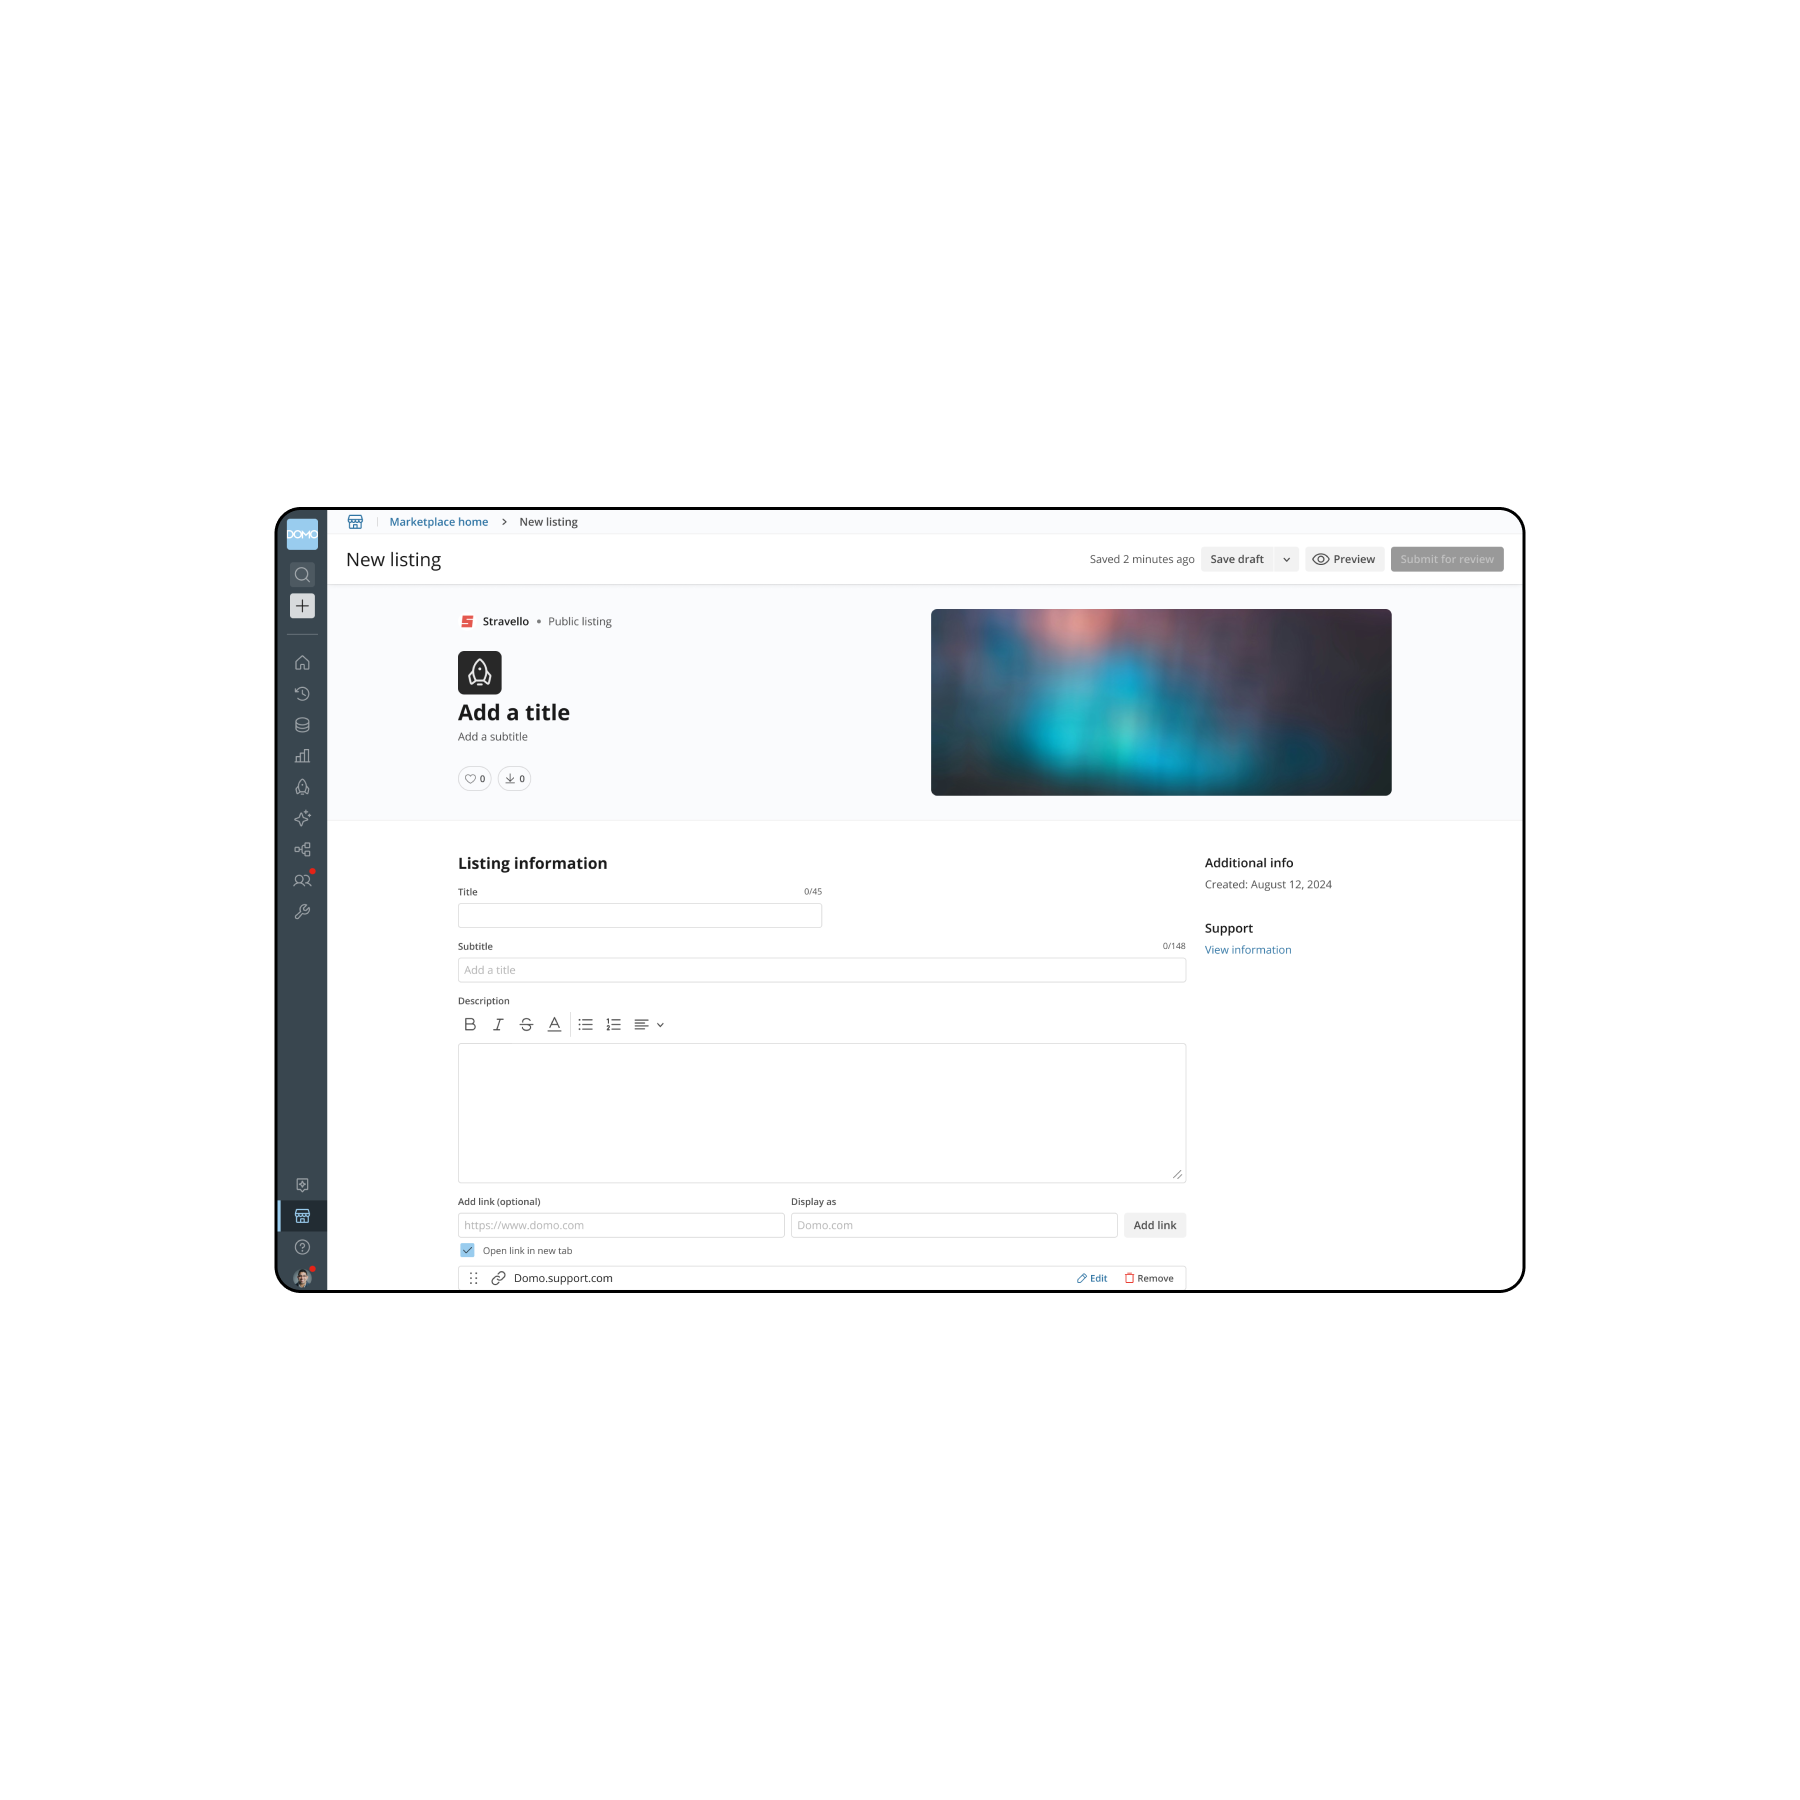 DOMO
Marketplace home > New listing
New listing
Saved 2 minutes ago Save draft Preview Submit for review
Stravello • Public listing
Add a title
Add a subtitle
0 0
Listing information
Title 0/45
Subtitle 0/148
Add a title
Description
Add link (optional) Display as
https://www.domo.com Domo.com Add link
Open link in new tab
Domo.support.com Edit Remove
Additional info
Created: August 12, 2024
Support
View information